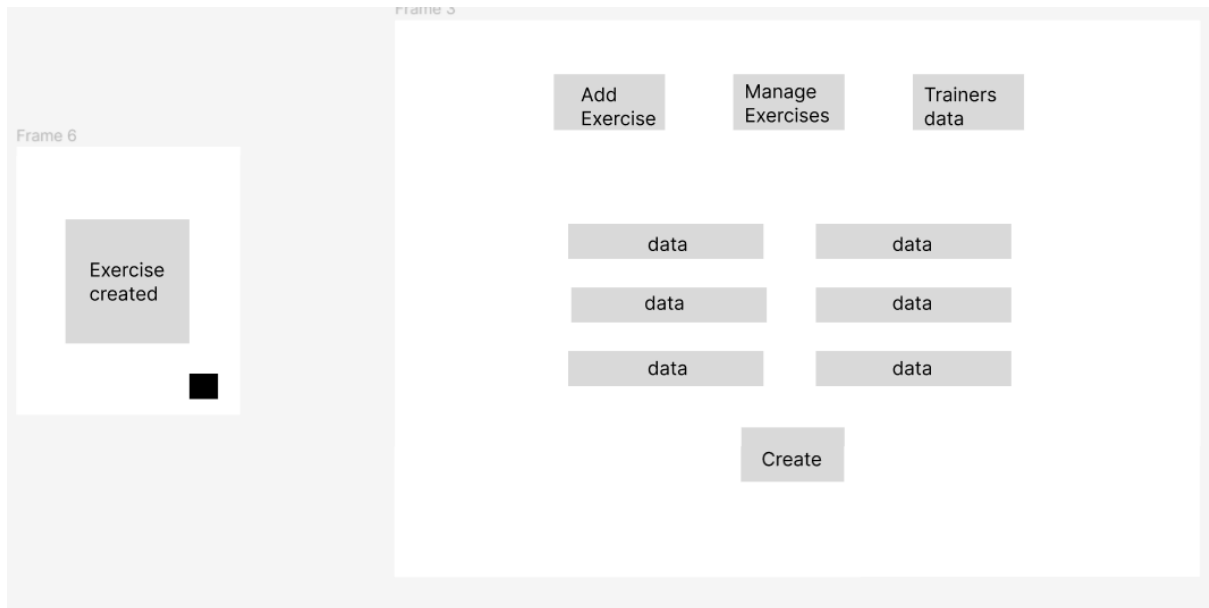 Frame 3
Add
Exercise
Manage
Exercises
Trainers
data
Frame 6
Exercise
created
data
data
data
data
data
data
Create